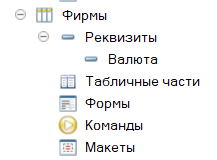 Фирмы
Реквизиты
Валюта
Табличные части
Формы
Команды
Макеты